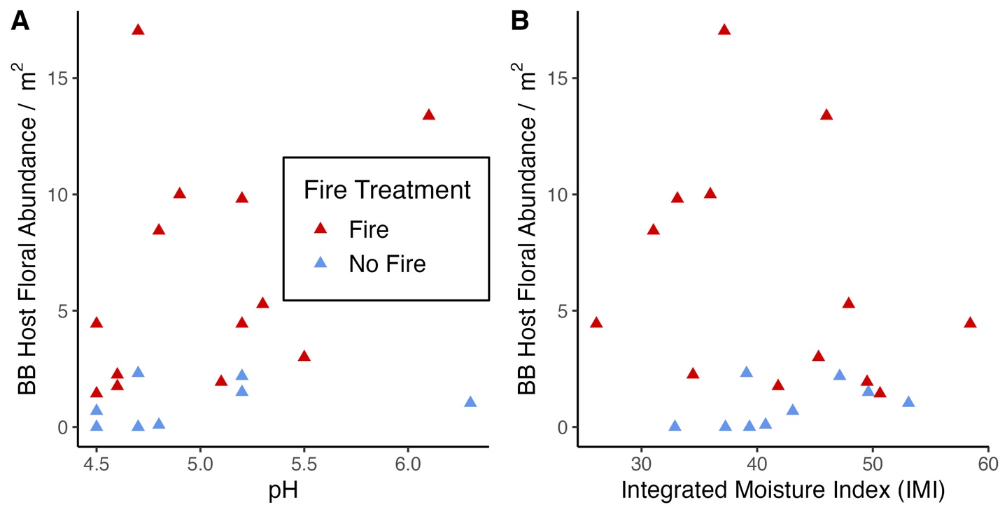 A
BB Host Floral Abundance / m²
15
10
5
0
4.5 5.0 5.5 6.0
pH
Fire Treatment
Fire
No Fire
B
BB Host Floral Abundance / m²
15
10
5
0
30 40 50 60
Integrated Moisture Index (IMI)